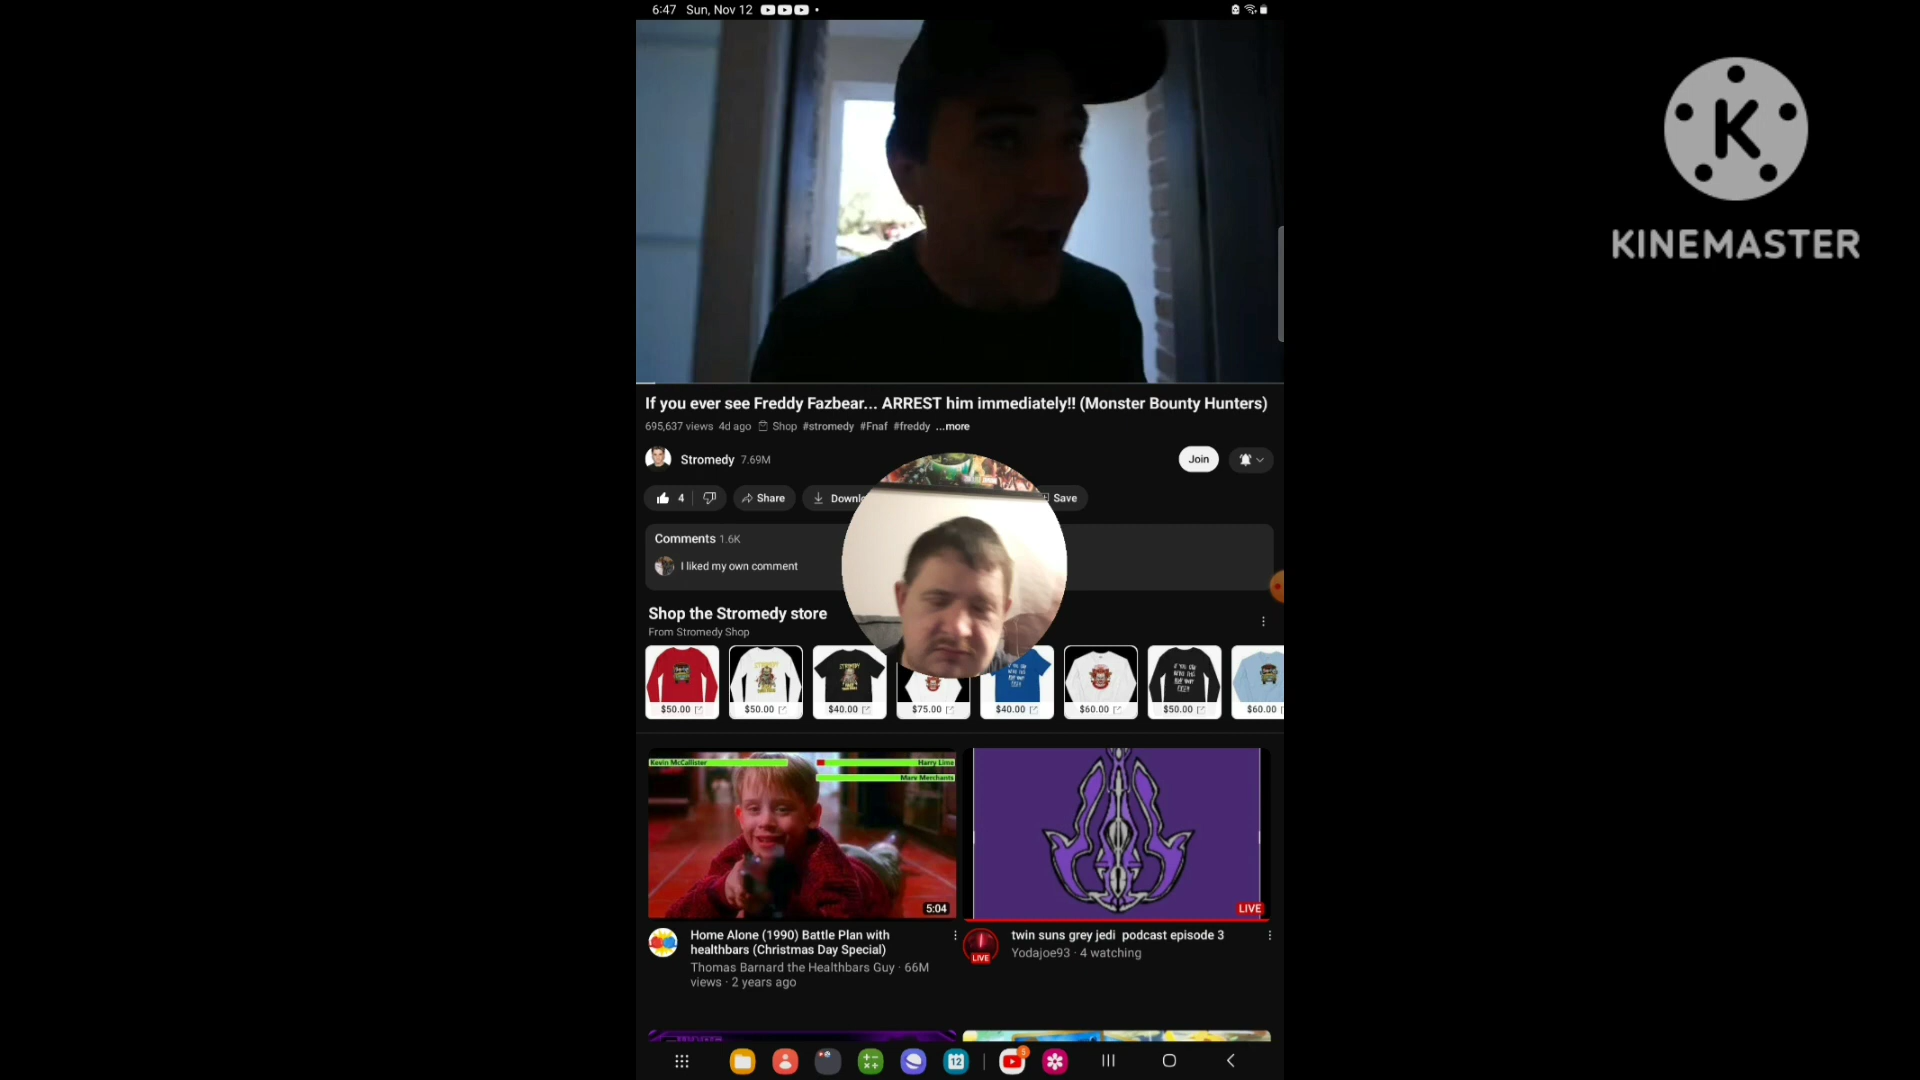 6:47 Sun, Nov 12
K
KINEMASTER
If you ever see Freddy Fazbear... ARREST him immediately!! (Monster Bounty Hunters)
695,637 views 4d ago Shop #stromedy #Fnaf #freddy ...more
Stromedy 7.69M
Join
4
Share
Downlo
Save
Comments 1.6K
I liked my own comment
Shop the Stromedy store
From Stromedy Shop
$50.00
$50.00
$40.00
$75.00
$40.00
$60.00
$50.00
$60.00
Kevin McCallister
Harry Lime
Marv Merchants
5:04
LIVE
Home Alone (1990) Battle Plan with
healthbars (Christmas Day Special)
Thomas Barnard the Healthbars Guy · 66M
views · 2 years ago
twin suns grey jedi podcast episode 3
Yodajoe93 · 4 watching
LIVE
12
3